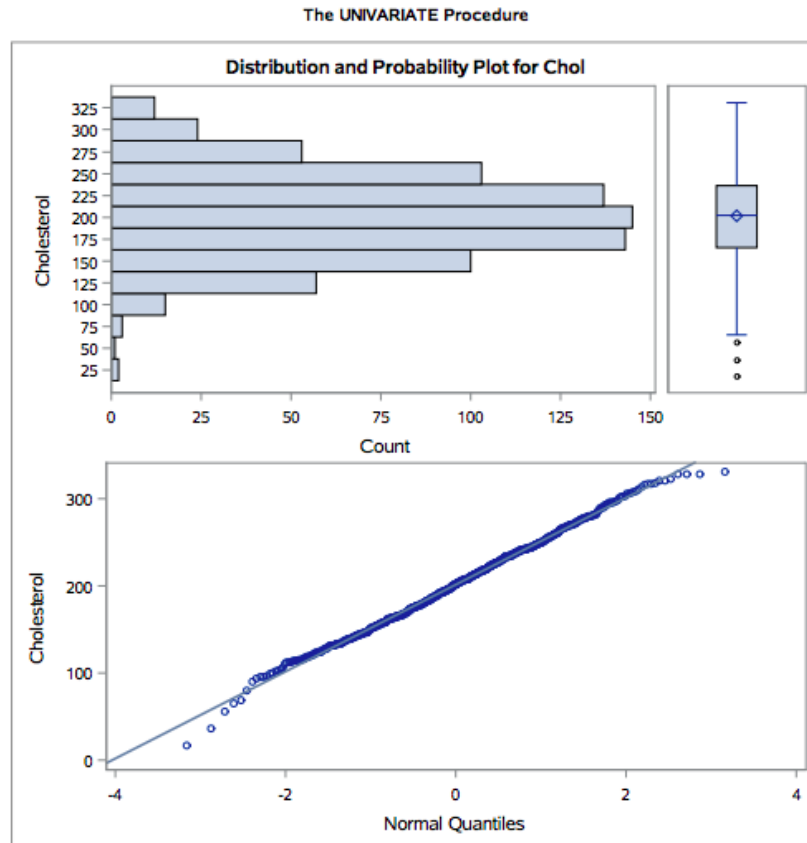 The UNIVARIATE Procedure
Distribution and Probability Plot for Chol
Cholesterol
325
300
275
250
225
200
175
150
125
100
75
50
25
0 25 50 75 100 125 150
Count
Cholesterol
300
200
100
0
-4 -2 0 2 4
Normal Quantiles